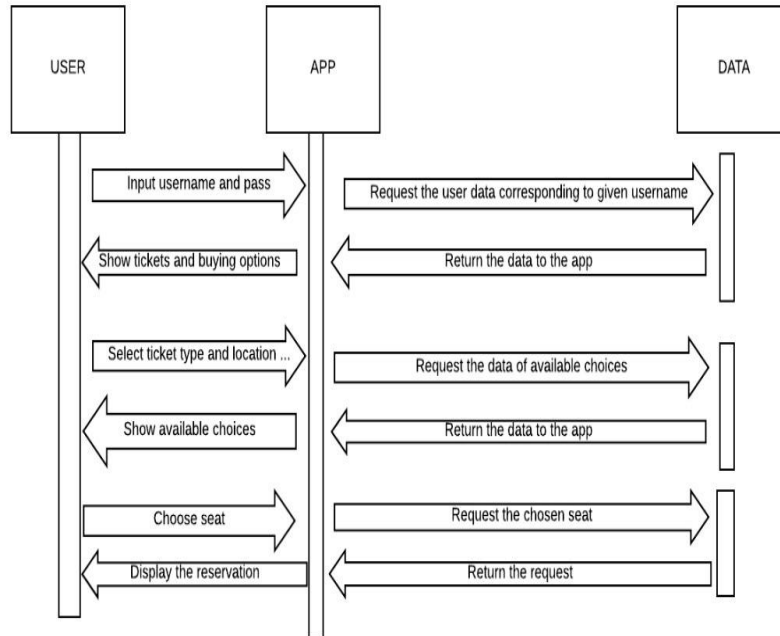 USER
APP
DATA
Input username and pass
Request the user data corresponding to given username
Show tickets and buying options
Return the data to the app
Select ticket type and location ...
Request the data of available choices
Show available choices
Return the data to the app
Choose seat
Request the chosen seat
Display the reservation
Return the request